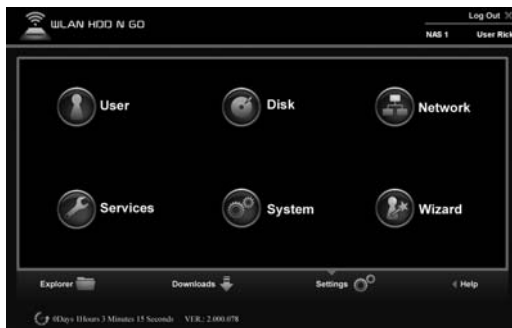 WLAN HDD N GO
Log Out
NAS 1 User Rick
User Disk Network
Services System Wizard
Explorer Downloads Settings Help
0Days 1Hours 3 Minutes 15 Seconds VER.: 2.000.078